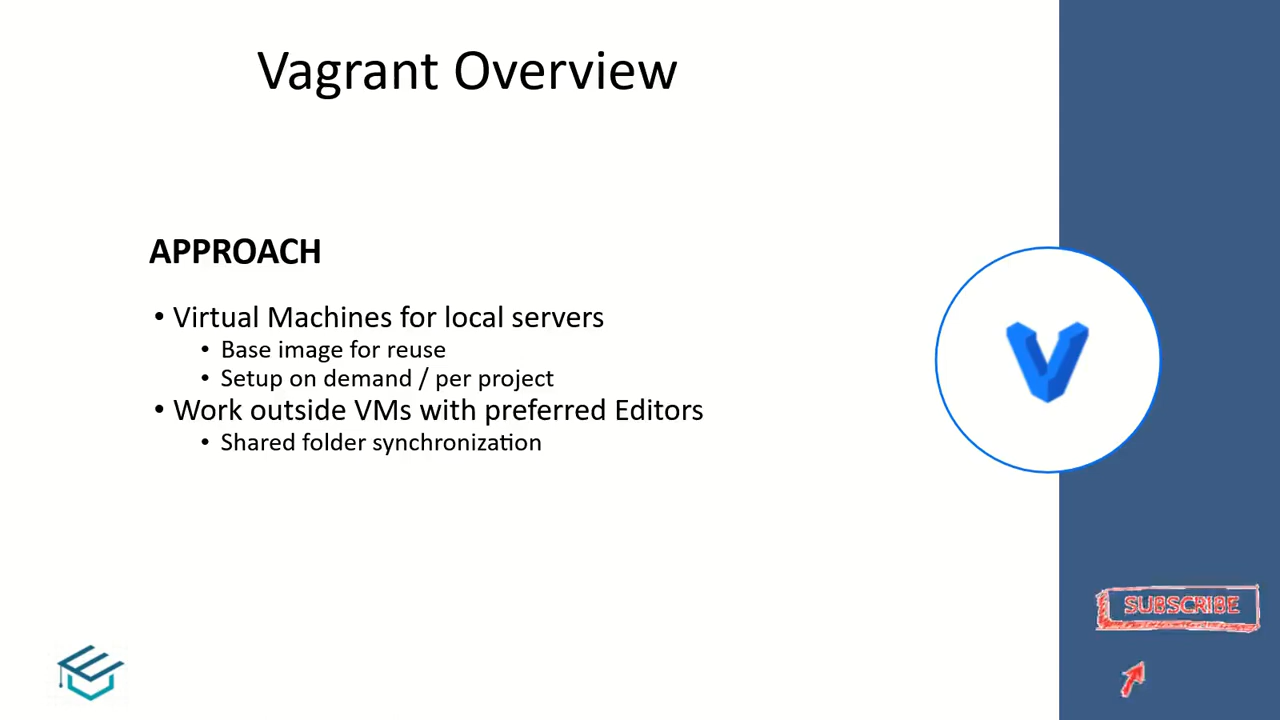 Vagrant Overview
APPROACH
• Virtual Machines for local servers
• Base image for reuse
• Setup on demand / per project
• Work outside VMs with preferred Editors
• Shared folder synchronization
SUBSCRIBE